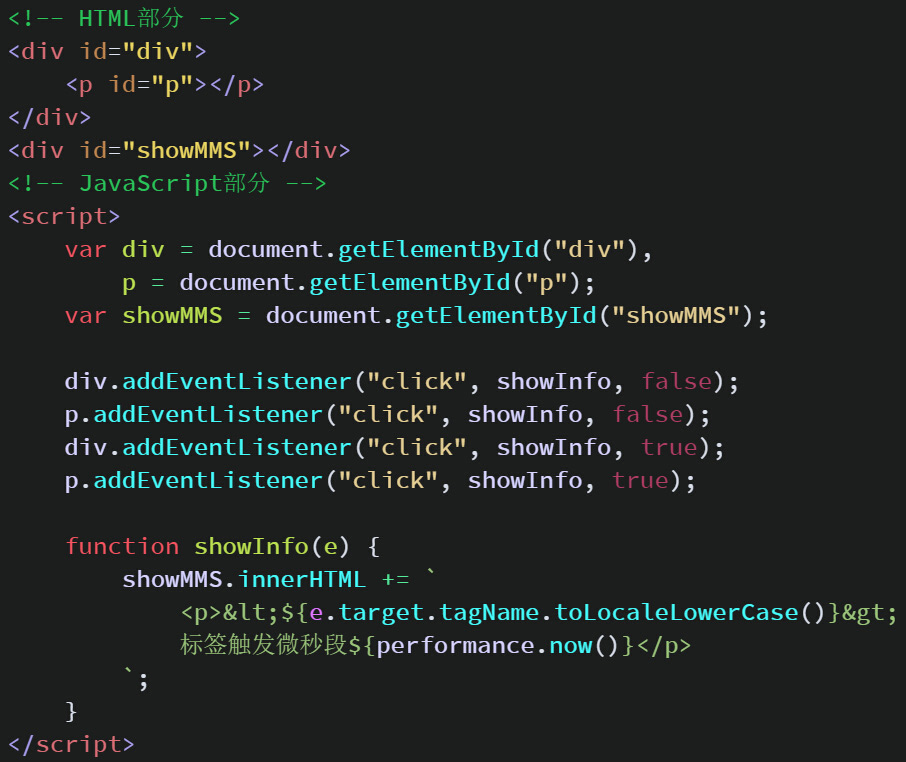 <!-- HTML部分 -->
<div id="div">
    <p id="p"></p>
</div>
<div id="showMMS"></div>
<!-- JavaScript部分 -->
<script>
    var div = document.getElementById("div"),
        p = document.getElementById("p");
    var showMMS = document.getElementById("showMMS");

    div.addEventListener("click", showInfo, false);
    p.addEventListener("click", showInfo, false);
    div.addEventListener("click", showInfo, true);
    p.addEventListener("click", showInfo, true);

    function showInfo(e) {
        showMMS.innerHTML += `
            <p>&lt;${e.target.tagName.toLocaleLowerCase()}&gt;
            标签触发微秒段${performance.now()}</p>
        `;
    }
</script>